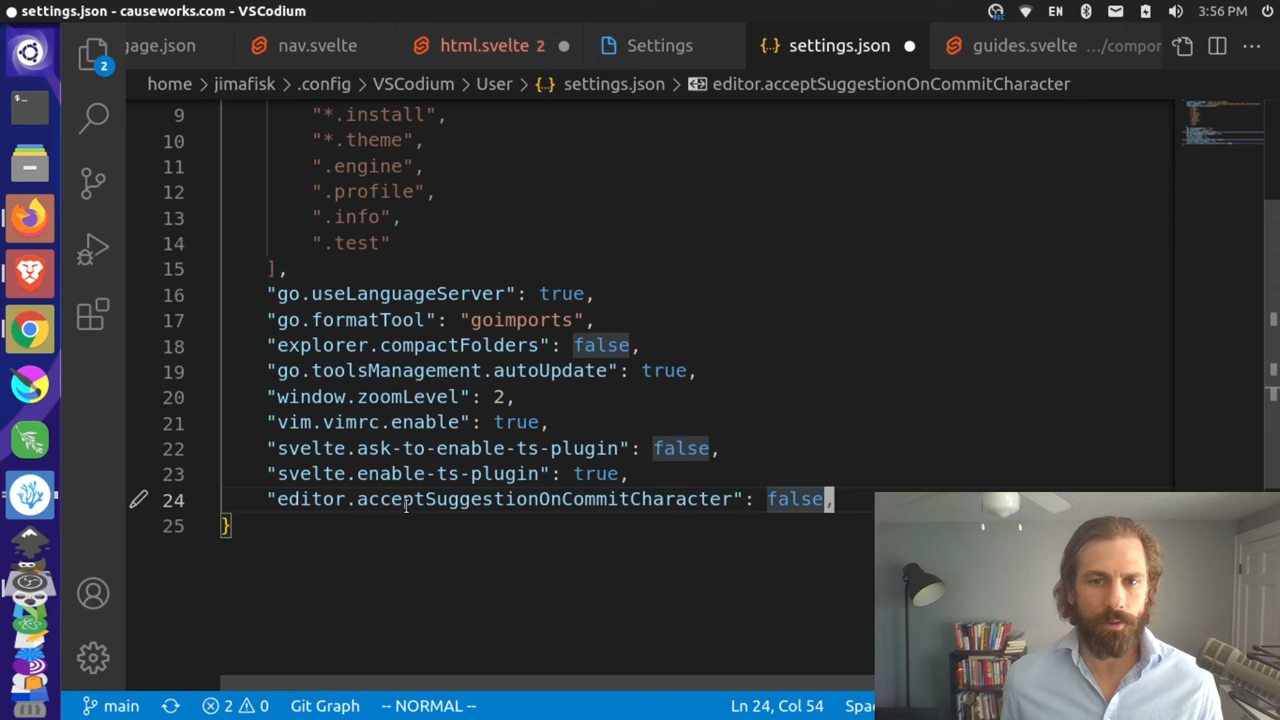 settings.json - causeworks.com - VSCodium
EN
3:56 PM
gage.json
nav.svelte
html.svelte 2
Settings
{..} settings.json
guides.svelte .../compor
home > jimafisk > .config > VSCodium > User > {..} settings.json > editor.acceptSuggestionOnCommitCharacter
2
9 "*.install",
10 "*.theme",
11 ".engine",
12 ".profile",
13 ".info",
14 ".test"
15 ],
16 "go.useLanguageServer": true,
17 "go.formatTool": "goimports",
18 "explorer.compactFolders": false,
19 "go.toolsManagement.autoUpdate": true,
20 "window.zoomLevel": 2,
21 "vim.vimrc.enable": true,
22 "svelte.ask-to-enable-ts-plugin": false,
23 "svelte.enable-ts-plugin": true,
24 "editor.acceptSuggestionOnCommitCharacter": false,
25 }
main
2 0
Git Graph
-- NORMAL --
Ln 24, Col 54
Spac